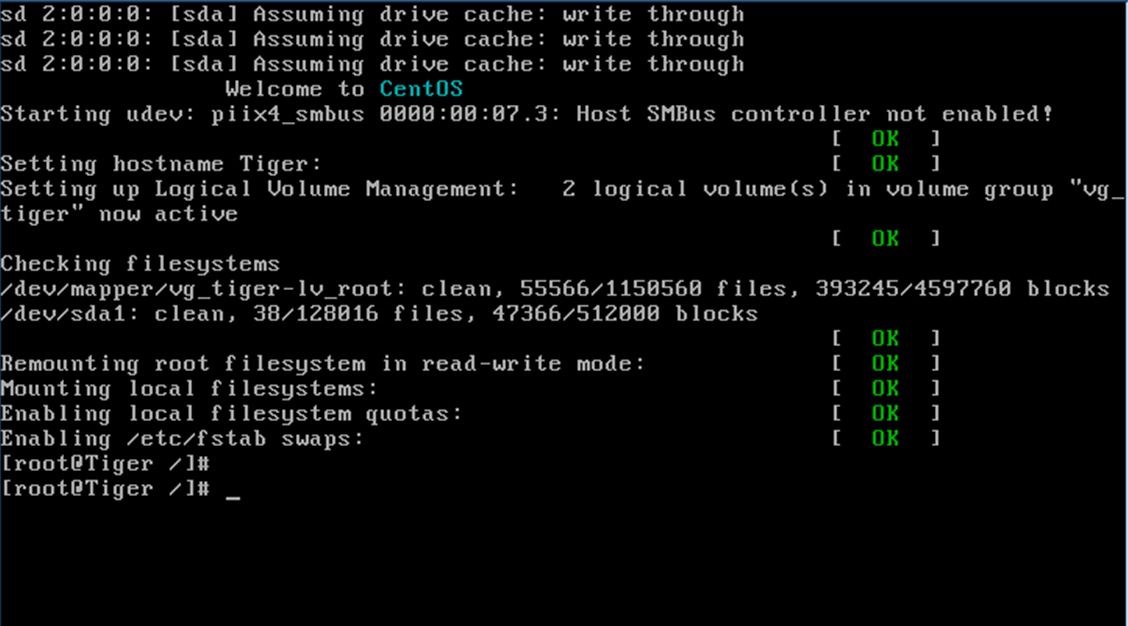 sd 2:0:0:0: [sda] Assuming drive cache: write through
sd 2:0:0:0: [sda] Assuming drive cache: write through
sd 2:0:0:0: [sda] Assuming drive cache: write through
Welcome to CentOS
Starting udev: piix4_smbus 0000:00:07.3: Host SMBus controller not enabled!
[ OK ]
Setting hostname Tiger: [ OK ]
Setting up Logical Volume Management: 2 logical volume(s) in volume group "vg_
tiger" now active
[ OK ]
Checking filesystems
/dev/mapper/vg_tiger-lv_root: clean, 55566/1150560 files, 393245/4597760 blocks
/dev/sda1: clean, 38/128016 files, 47366/512000 blocks
[ OK ]
Remounting root filesystem in read-write mode: [ OK ]
Mounting local filesystems: [ OK ]
Enabling local filesystem quotas: [ OK ]
Enabling /etc/fstab swaps: [ OK ]
[root@Tiger /]#
[root@Tiger /]# _